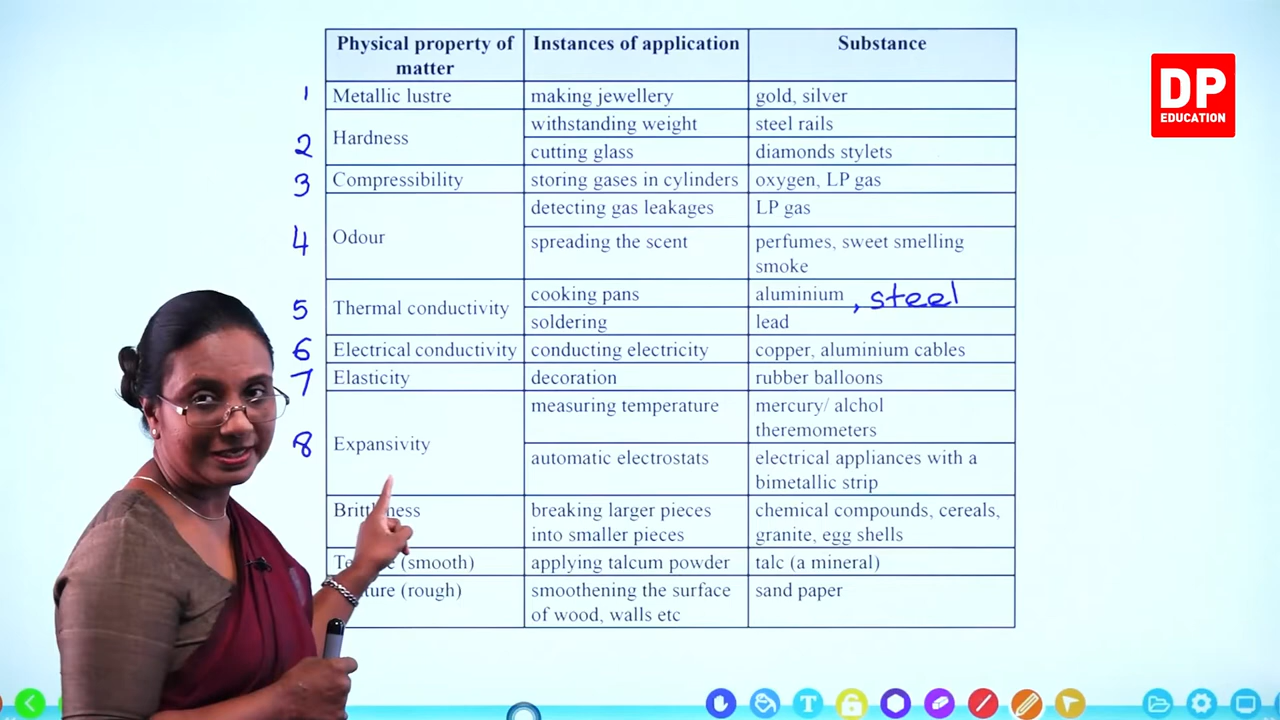 DP
EDUCATION
Physical property of
matter
Instances of application
Substance
1
Metallic lustre
making jewellery
gold, silver
2
Hardness
withstanding weight
steel rails
cutting glass
diamonds stylets
3
Compressibility
storing gases in cylinders
oxygen, LP gas
4
Odour
detecting gas leakages
LP gas
spreading the scent
perfumes, sweet smelling
smoke
5
Thermal conductivity
cooking pans
aluminium , steel
soldering
lead
6
Electrical conductivity
conducting electricity
copper, aluminium cables
7
Elasticity
decoration
rubber balloons
8
Expansivity
measuring temperature
mercury/ alchol
theremometers
automatic electrostats
electrical appliances with a
bimetallic strip
breaking larger pieces
into smaller pieces
chemical compounds, cereals,
granite, egg shells
(smooth)
applying talcum powder
talc (a mineral)
(rough)
smoothening the surface
of wood, walls etc
sand paper